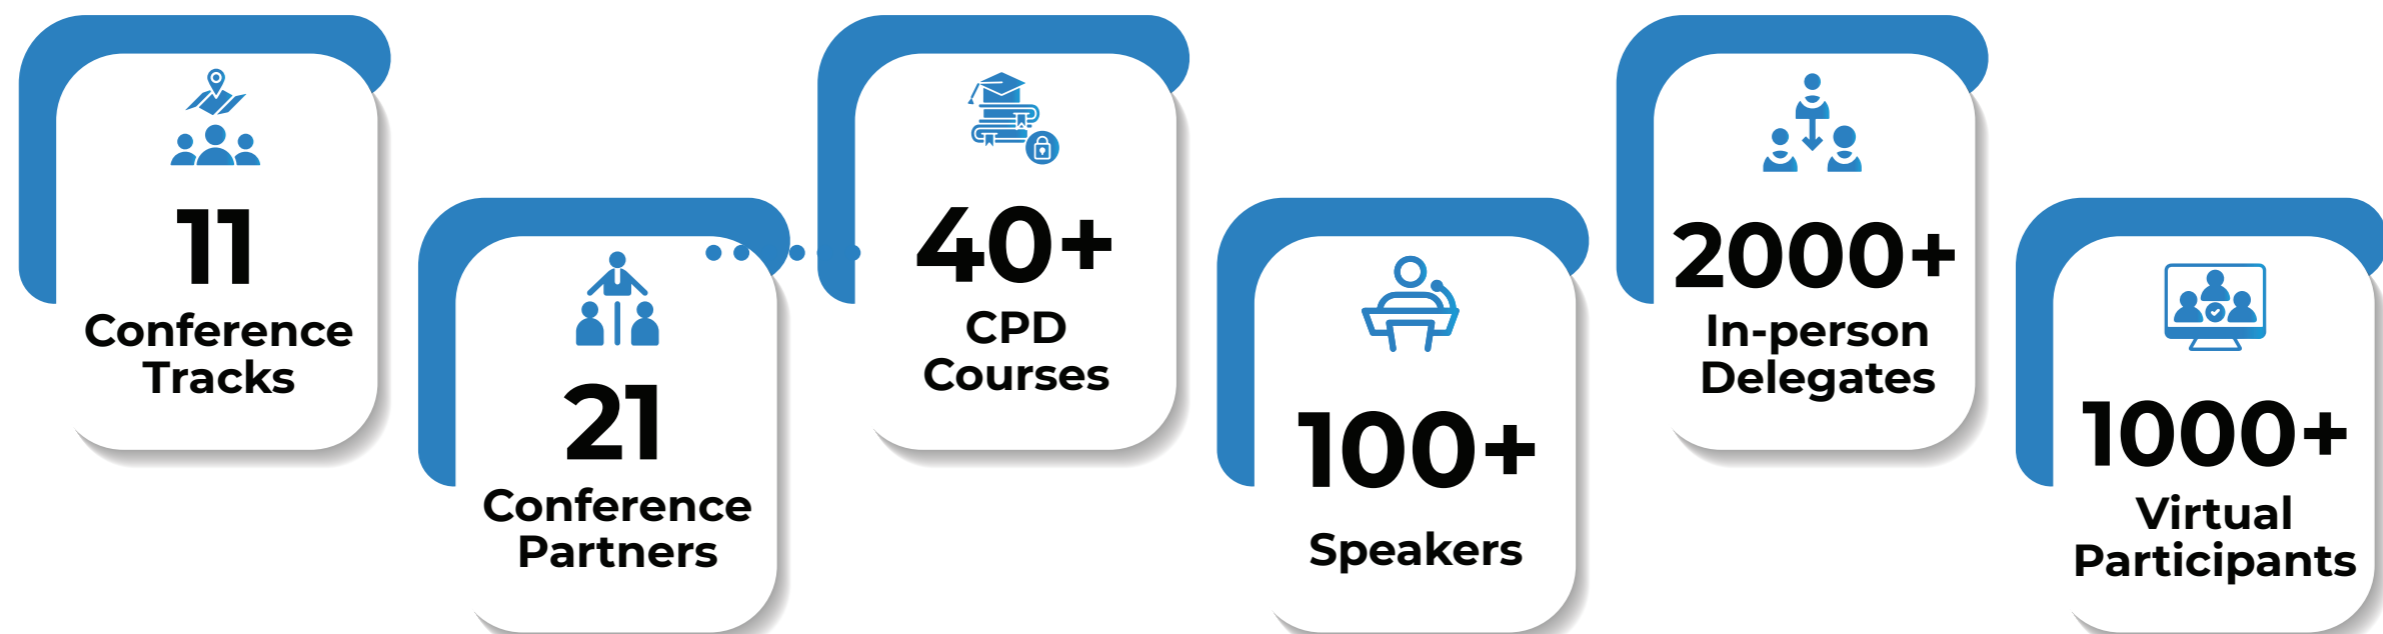 11
Conference
Tracks
21
Conference
Partners
40+
CPD
Courses
100+
Speakers
2000+
In-person
Delegates
1000+
Virtual
Participants